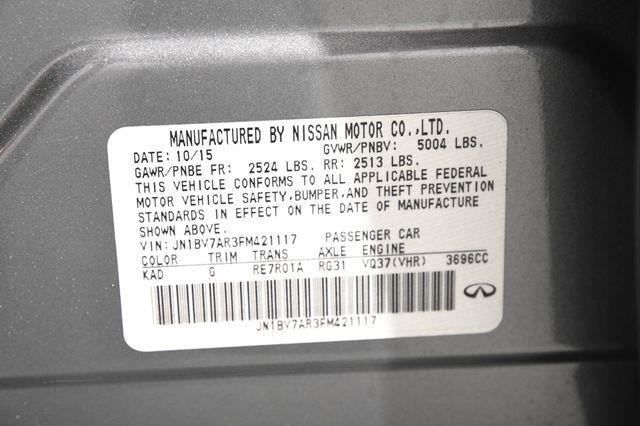 MANUFACTURED BY NISSAN MOTOR CO.,LTD.
DATE: 10/15 GVWR/PNBV: 5004 LBS.
GAWR/PNBE FR: 2524 LBS. RR: 2513 LBS.
THIS VEHICLE CONFORMS TO ALL APPLICABLE FEDERAL
MOTOR VEHICLE SAFETY,BUMPER,AND THEFT PREVENTION
STANDARDS IN EFFECT ON THE DATE OF MANUFACTURE
SHOWN ABOVE.
VIN: JN1BV7AR3FM421117 PASSENGER CAR
COLOR TRIM TRANS AXLE ENGINE
KAD G RE7R01A RG31 VQ37(VHR) 3696CC
JN1BV7AR3FM421117